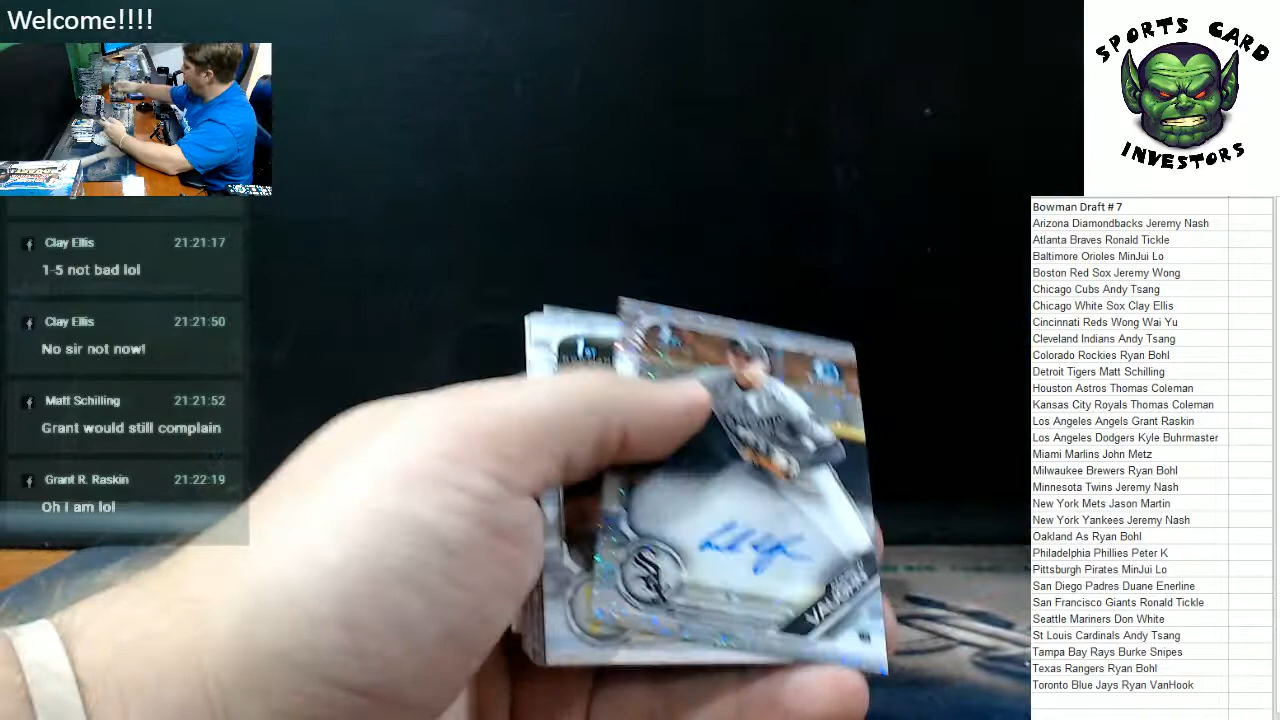 Welcome!!!!
SPORTS CARD
INVESTORS
Clay Ellis 21:21:17
1-5 not bad lol
Clay Ellis 21:21:50
No sir not now!
Matt Schilling 21:21:52
Grant would still complain
Grant R. Raskin 21:22:19
Oh I am lol
Bowman Draft # 7
Arizona Diamondbacks Jeremy Nash
Atlanta Braves Ronald Tickle
Baltimore Orioles MinJui Lo
Boston Red Sox Jeremy Wong
Chicago Cubs Andy Tsang
Chicago White Sox Clay Ellis
Cincinnati Reds Wong Wai Yu
Cleveland Indians Andy Tsang
Colorado Rockies Ryan Bohl
Detroit Tigers Matt Schilling
Houston Astros Thomas Coleman
Kansas City Royals Thomas Coleman
Los Angeles Angels Grant Raskin
Los Angeles Dodgers Kyle Buhrmaster
Miami Marlins John Metz
Milwaukee Brewers Ryan Bohl
Minnesota Twins Jeremy Nash
New York Mets Jason Martin
New York Yankees Jeremy Nash
Oakland As Ryan Bohl
Philadelphia Phillies Peter K
Pittsburgh Pirates MinJui Lo
San Diego Padres Duane Enerline
San Francisco Giants Ronald Tickle
Seattle Mariners Don White
St Louis Cardinals Andy Tsang
Tampa Bay Rays Burke Snipes
Texas Rangers Ryan Bohl
Toronto Blue Jays Ryan VanHook